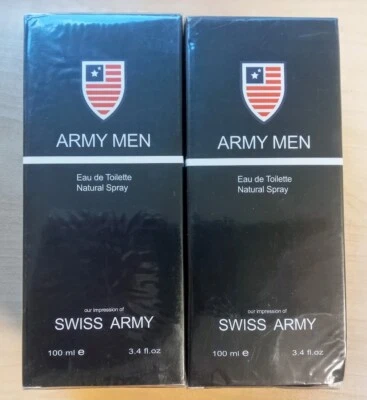 ARMY MEN
Eau de Toilette
Natural Spray
our impression of
SWISS ARMY
100 ml e 3.4 fl.oz
ARMY MEN
Eau de Toilette
Natural Spray
our impression of
SWISS ARMY
100 ml e 3.4 fl.oz